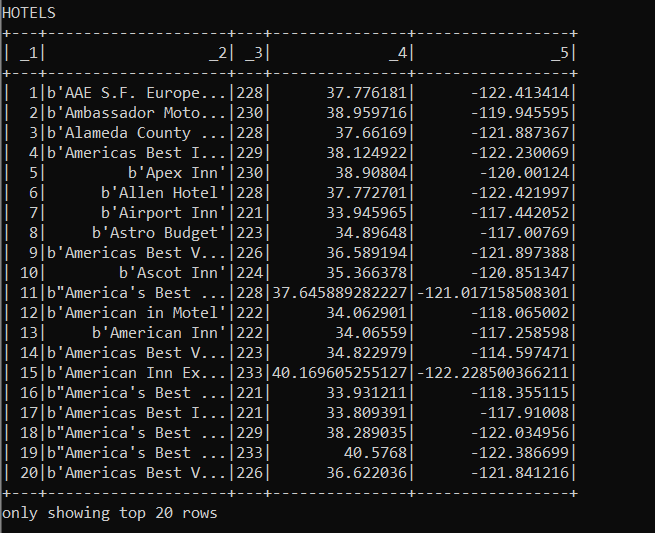 HOTELS
+---+--------------------+---+---------------+-----------------+
| _1|                  _2| _3|             _4|               _5|
+---+--------------------+---+---------------+-----------------+
|  1|b'AAE S.F. Europe...|228|      37.776181|      -122.413414|
|  2|b'Ambassador Moto...|230|      38.959716|      -119.945595|
|  3|b'Alameda County ...|228|       37.66169|      -121.887367|
|  4|b'Americas Best I...|229|      38.124922|      -122.230069|
|  5|         b'Apex Inn'|230|       38.90804|       -120.00124|
|  6|      b'Allen Hotel'|228|      37.772701|      -122.421997|
|  7|      b'Airport Inn'|221|      33.945965|      -117.442052|
|  8|     b'Astro Budget'|223|       34.89648|       -117.00769|
|  9|b'Americas Best V...|226|      36.589194|      -121.897388|
| 10|        b'Ascot Inn'|224|      35.366378|      -120.851347|
| 11|b"America's Best ...|228|37.645889282227|-121.017158508301|
| 12|b'American in Motel'|222|      34.062901|      -118.065002|
| 13|     b'American Inn'|222|       34.06559|      -117.258598|
| 14|b'Americas Best V...|223|      34.822979|      -114.597471|
| 15|b'American Inn Ex...|233|40.169605255127|-122.228500366211|
| 16|b"America's Best ...|221|      33.931211|      -118.355115|
| 17|b'Americas Best I...|221|      33.809391|       -117.91008|
| 18|b"America's Best ...|229|      38.289035|      -122.034956|
| 19|b"America's Best ...|233|        40.5768|      -122.386699|
| 20|b'Americas Best V...|226|      36.622036|      -121.841216|
+---+--------------------+---+---------------+-----------------+
only showing top 20 rows